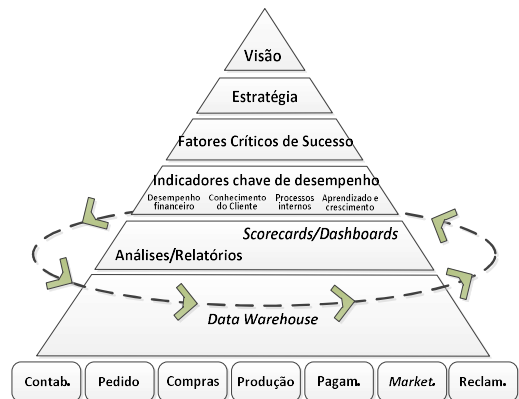 Visão
Estratégia
Fatores Críticos de Sucesso
Indicadores chave de desempenho
Desempenho Conhecimento Processos Aprendizado e
financeiro do Cliente internos crescimento
Scorecards/Dashboards
Análises/Relatórios
Data Warehouse
Contab. Pedido Compras Produção Pagam. Market. Reclam.